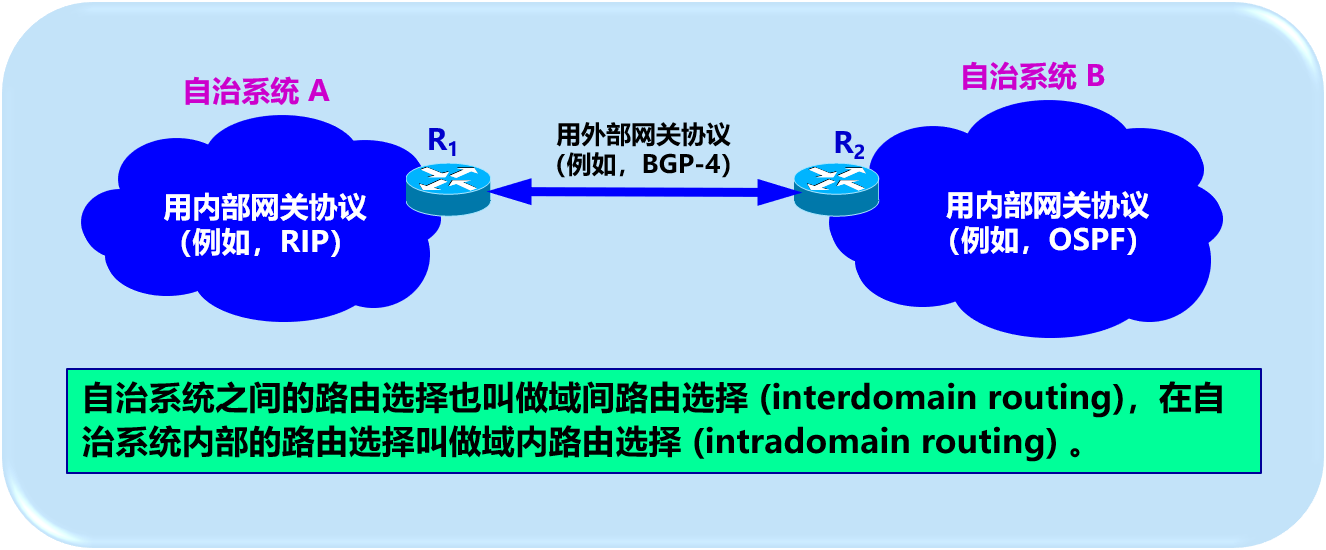 自治系统 A
自治系统 B
R₁
用外部网关协议
(例如，BGP-4)
R₂
用内部网关协议
(例如，RIP)
用内部网关协议
(例如，OSPF)
自治系统之间的路由选择也叫做域间路由选择 (interdomain routing)，在自
治系统内部的路由选择叫做域内路由选择 (intradomain routing) 。